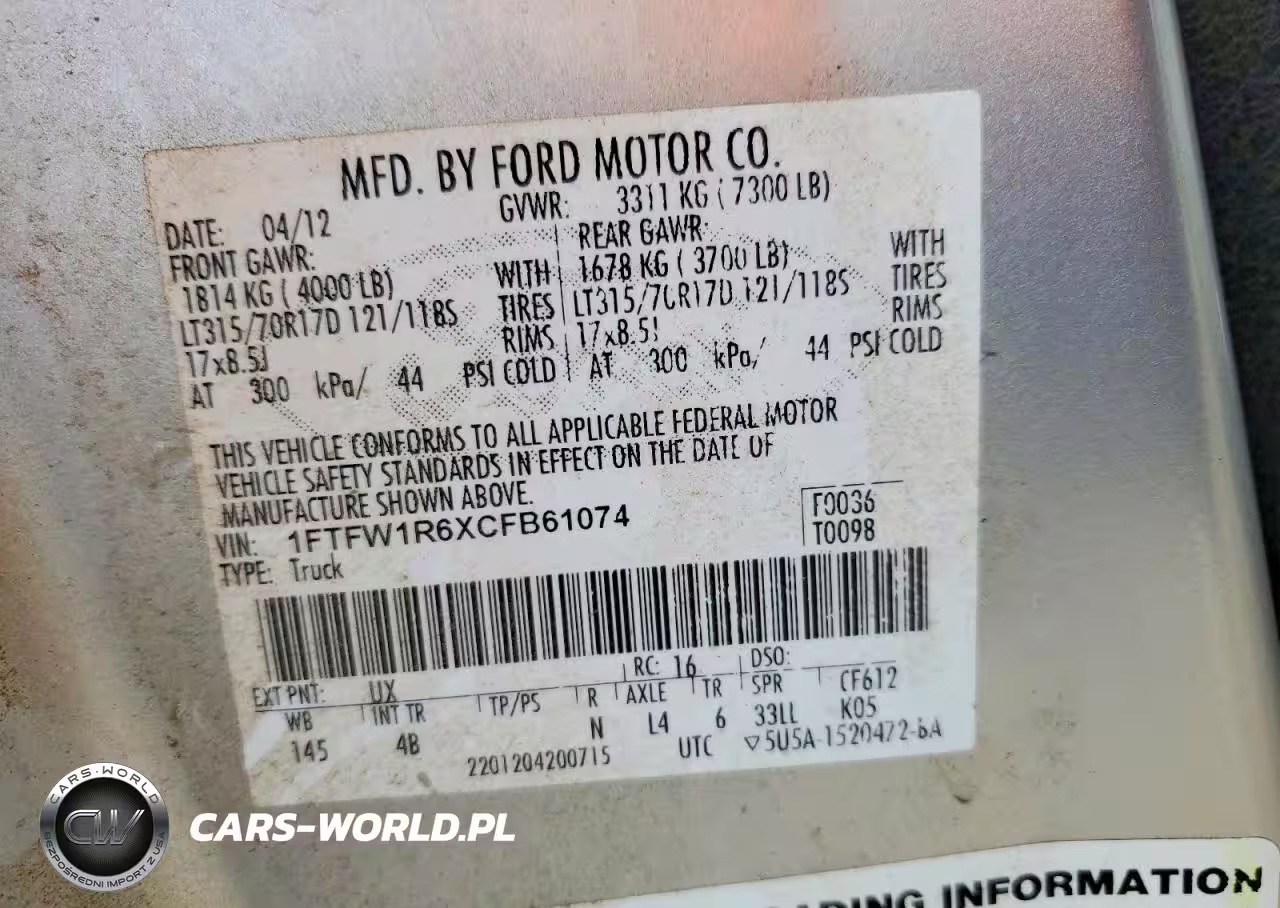 MFD. BY FORD MOTOR CO.
DATE: 04/12 GVWR: 3311 KG ( 7300 LB)
FRONT GAWR: REAR GAWR:
1814 KG ( 4000 LB) WITH 1678 KG ( 3700 LB) WITH
LT315/70R17D 121/118S TIRES LT315/70R17D 121/118S TIRES
17x8.5J RIMS 17x8.5J RIMS
AT 300 kPa/ 44 PSI COLD AT 300 kPa/ 44 PSI COLD
THIS VEHICLE CONFORMS TO ALL APPLICABLE FEDERAL MOTOR
VEHICLE SAFETY STANDARDS IN EFFECT ON THE DATE OF
MANUFACTURE SHOWN ABOVE.
VIN: 1FTFW1R6XCFB61074 F0036
TYPE: Truck T0098
EXT PNT: UX RC: 16 DSO:
WB INT TR TP/PS R AXLE TR SPR CF612
145 4B N L4 6 33LL K05
2201204200715 UTC ▽5U5A-1520472-BA
CARS-WORLD
CW
BEZPOŚREDNI IMPORT Z USA
CARS-WORLD.PL
INFORMATION